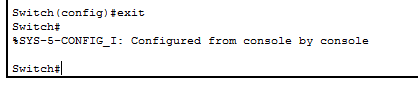 Switch(config)#exit
Switch#
%SYS-5-CONFIG_I: Configured from console by console
Switch#